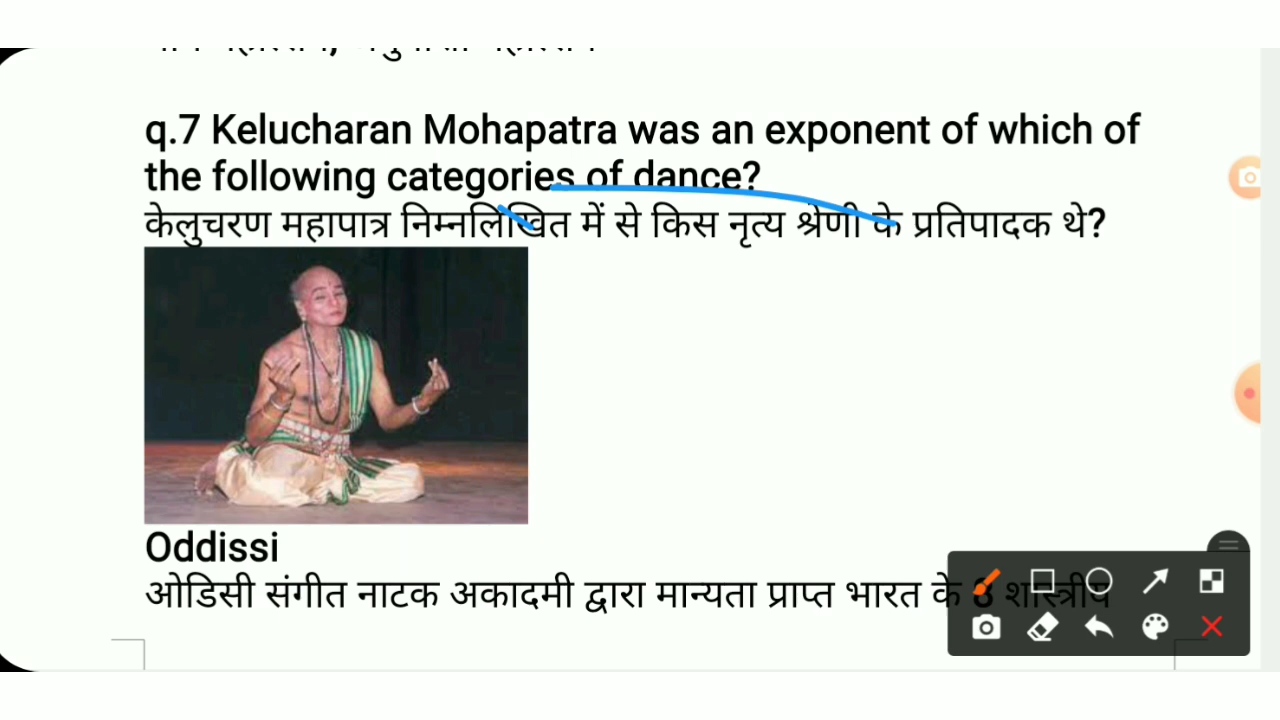 q.7 Kelucharan Mohapatra was an exponent of which of
the following categories of dance?
केलुचरण महापात्र निम्नलिखित में से किस नृत्य श्रेणी के प्रतिपादक थे?
Oddissi
ओडिसी संगीत नाटक अकादमी द्वारा मान्यता प्राप्त भारत के 8 शास्त्रीय